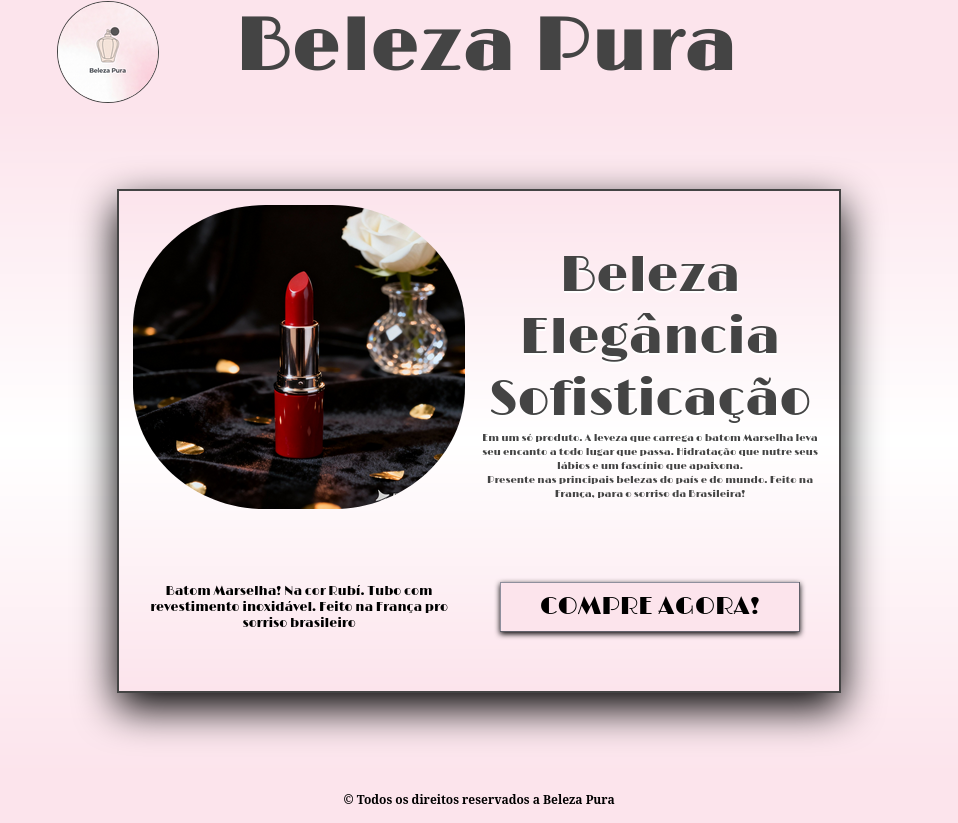 Beleza Pura
Beleza Pura
Beleza
Elegância
Sofisticação
Em um só produto. A leveza que carrega o batom Marselha leva
seu encanto a todo lugar que passa. Hidratação que nutre seus
lábios e um fascínio que apaixona.
Presente nas principais belezas do país e do mundo. Feito na
França, para o sorriso da Brasileira!
Batom Marselha! Na cor Rubí. Tubo com
revestimento inoxidável. Feito na França pro
sorriso brasileiro
COMPRE AGORA!
© Todos os direitos reservados a Beleza Pura